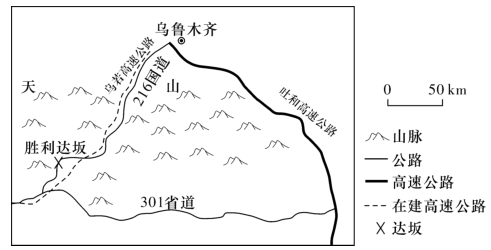 乌鲁木齐
乌若高速公路
216国道
天
山
吐和高速公路
胜利达坂
301省道
0 50 km
山脉
公路
高速公路
在建高速公路
达坂